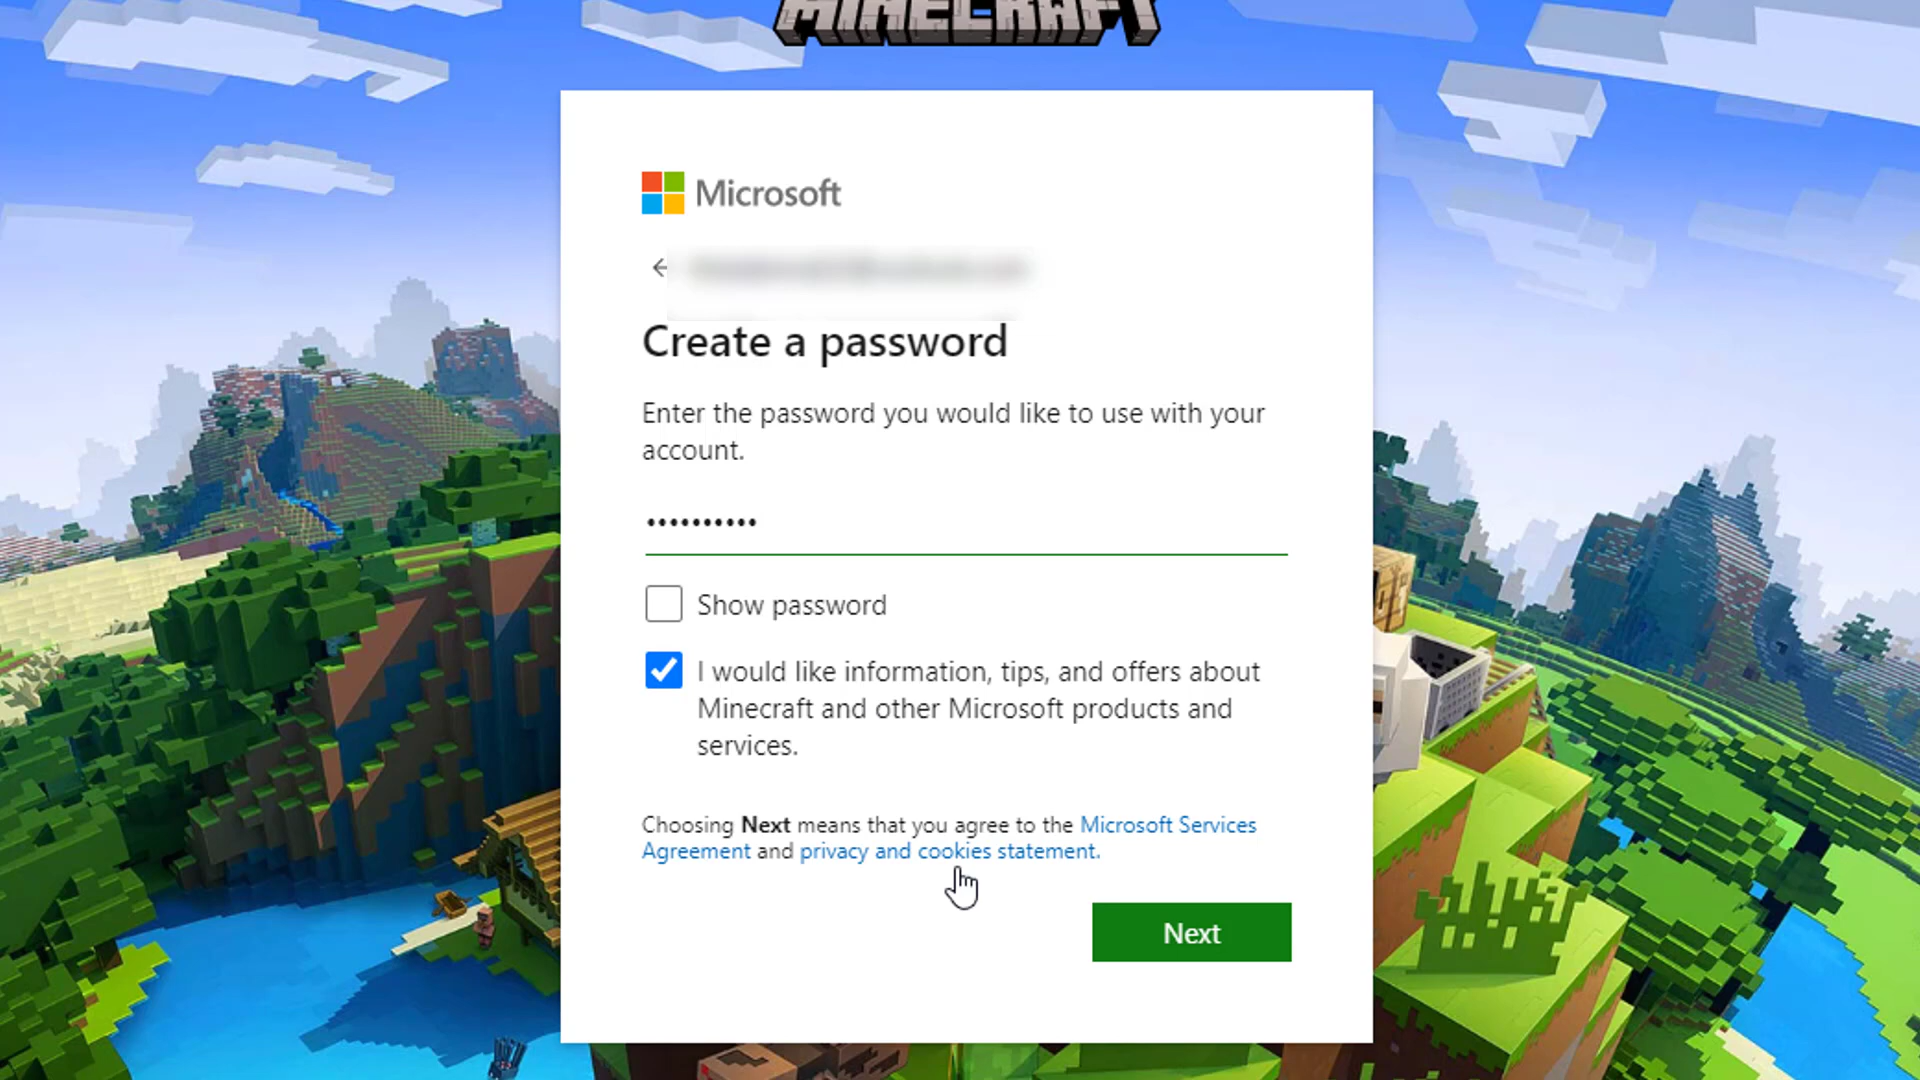 MINECRAFT
Microsoft
Create a password
Enter the password you would like to use with your
account.
••••••••••
Show password
I would like information, tips, and offers about
Minecraft and other Microsoft products and
services.
Choosing Next means that you agree to the Microsoft Services
Agreement and privacy and cookies statement.
Next